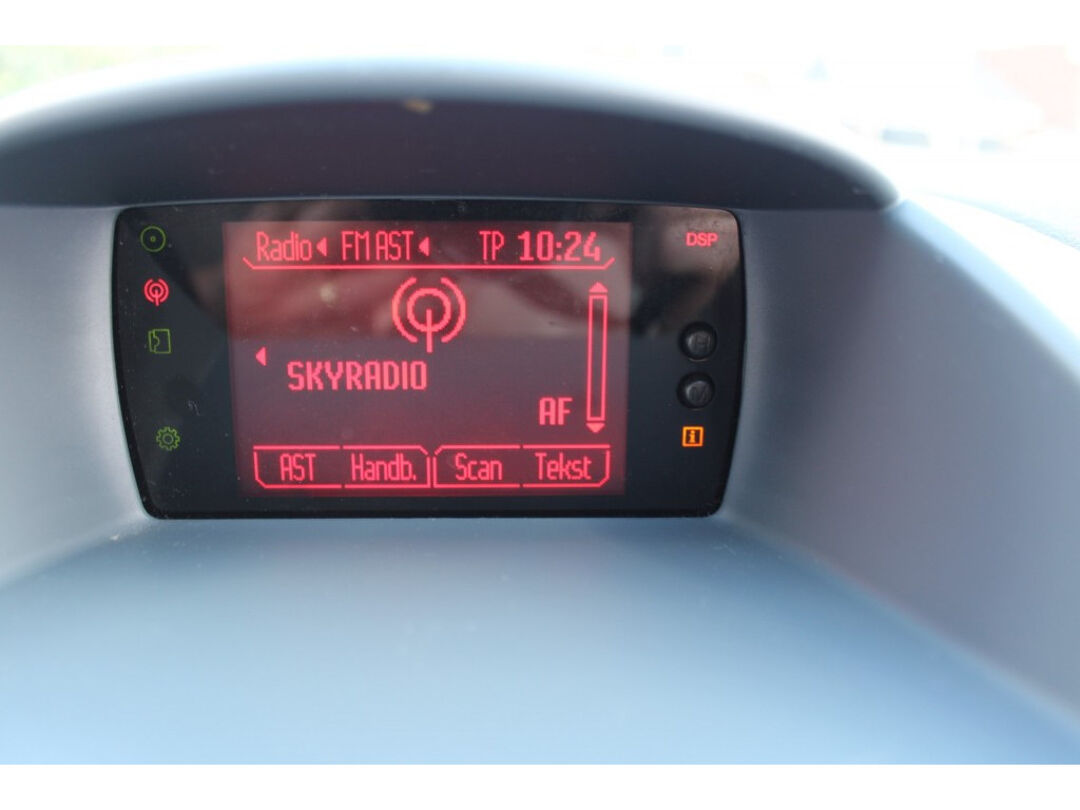 Radio FM AST TP 10:24
DSP
SKYRADIO
AF
AST Handb. Scan Tekst